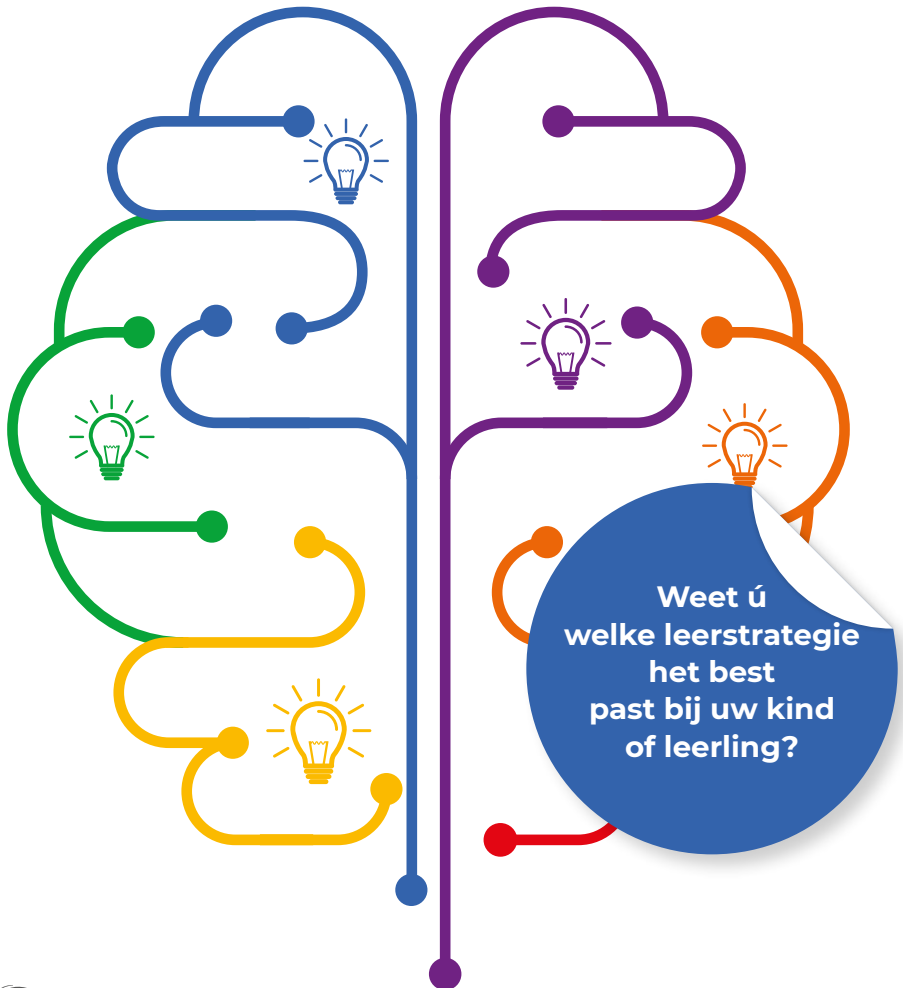 Weet ú
welke leerstrategie
het best
past bij uw kind
of leerling?